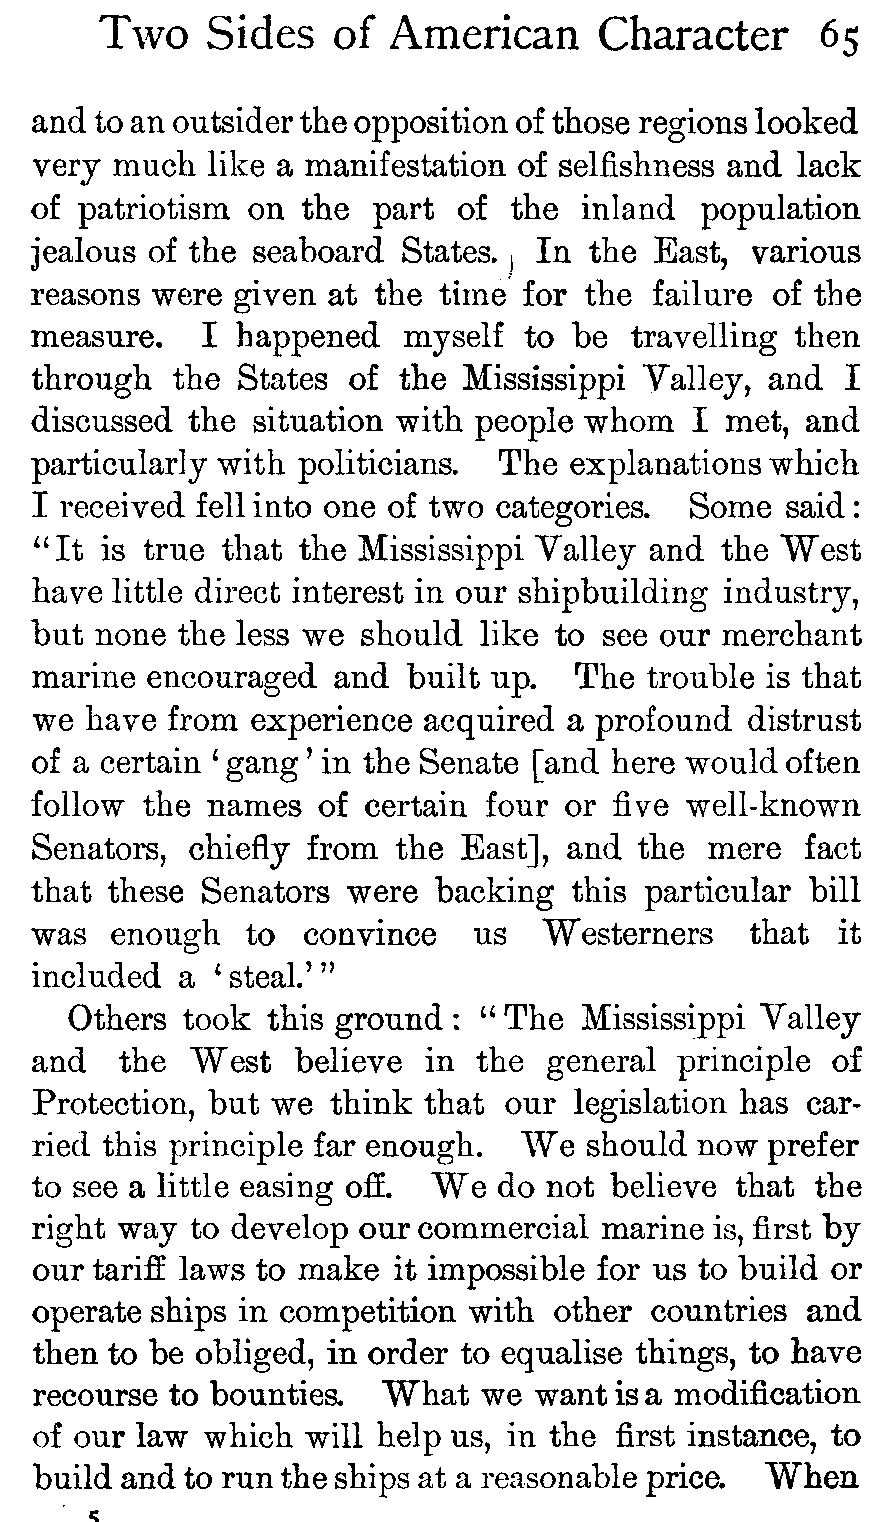 Two Sides of American Character 65
and to an outsider the opposition of those regions looked
very much like a manifestation of selfishness and lack
of patriotism on the part of the inland population
jealous of the seaboard States. In the East, various
reasons were given at the time for the failure of the
measure. I happened myself to be travelling then
through the States of the Mississippi Valley, and I
discussed the situation with people whom I met, and
particularly with politicians. The explanations which
I received fell into one of two categories. Some said:
"It is true that the Mississippi Valley and the West
have little direct interest in our shipbuilding industry,
but none the less we should like to see our merchant
marine encouraged and built up. The trouble is that
we have from experience acquired a profound distrust
of a certain 'gang' in the Senate [and here would often
follow the names of certain four or five well-known
Senators, chiefly from the East], and the mere fact
that these Senators were backing this particular bill
was enough to convince us Westerners that it
included a 'steal.'"
Others took this ground: "The Mississippi Valley
and the West believe in the general principle of
Protection, but we think that our legislation has car-
ried this principle far enough. We should now prefer
to see a little easing off. We do not believe that the
right way to develop our commercial marine is, first by
our tariff laws to make it impossible for us to build or
operate ships in competition with other countries and
then to be obliged, in order to equalise things, to have
recourse to bounties. What we want is a modification
of our law which will help us, in the first instance, to
build and to run the ships at a reasonable price. When
5